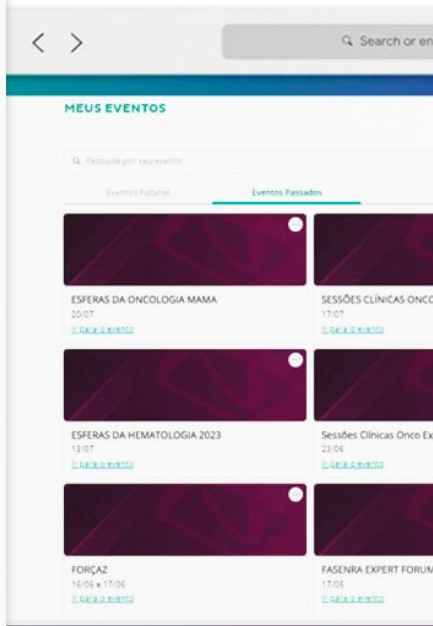 Search or en
MEUS EVENTOS
Pesquise por seu evento
Eventos Futuros
Eventos Passados
ESFERAS DA ONCOLOGIA MAMA
20/07
Ir para o evento
SESSÕES CLÍNICAS ONCO
17/07
Ir para o evento
ESFERAS DA HEMATOLOGIA 2023
13/07
Ir para o evento
Sessões Clínicas Onco Ex
23/06
Ir para o evento
FORÇAZ
16/06 e 17/06
Ir para o evento
FASENRA EXPERT FORUM
17/06
Ir para o evento